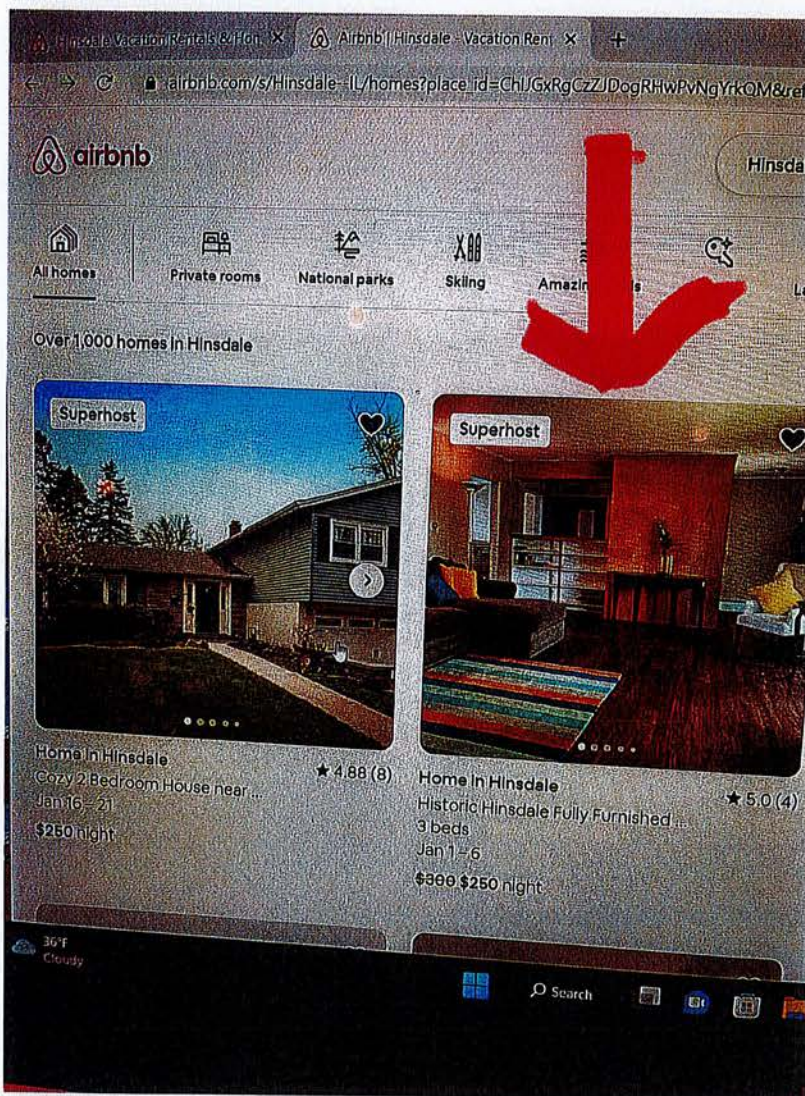 Hinsdale Vacation Rentals & Hom
Airbnb | Hinsdale - Vacation Rent
airbnb.com/s/Hinsdale--IL/homes?place_id=ChIJGxRgCzZJDogRHwPvNgYrkQM&ref
airbnb
Hinsda
All homes
Private rooms
National parks
Skiing
Over 1,000 homes in Hinsdale
Superhost
Superhost
Home in Hinsdale
★ 4.88 (8)
Cozy 2 Bedroom House near ...
Jan 16 – 21
$250 night
Home in Hinsdale
★ 5.0 (4)
Historic Hinsdale Fully Furnished ...
3 beds
Jan 1 – 6
$300 $250 night
36°F
Cloudy
Search